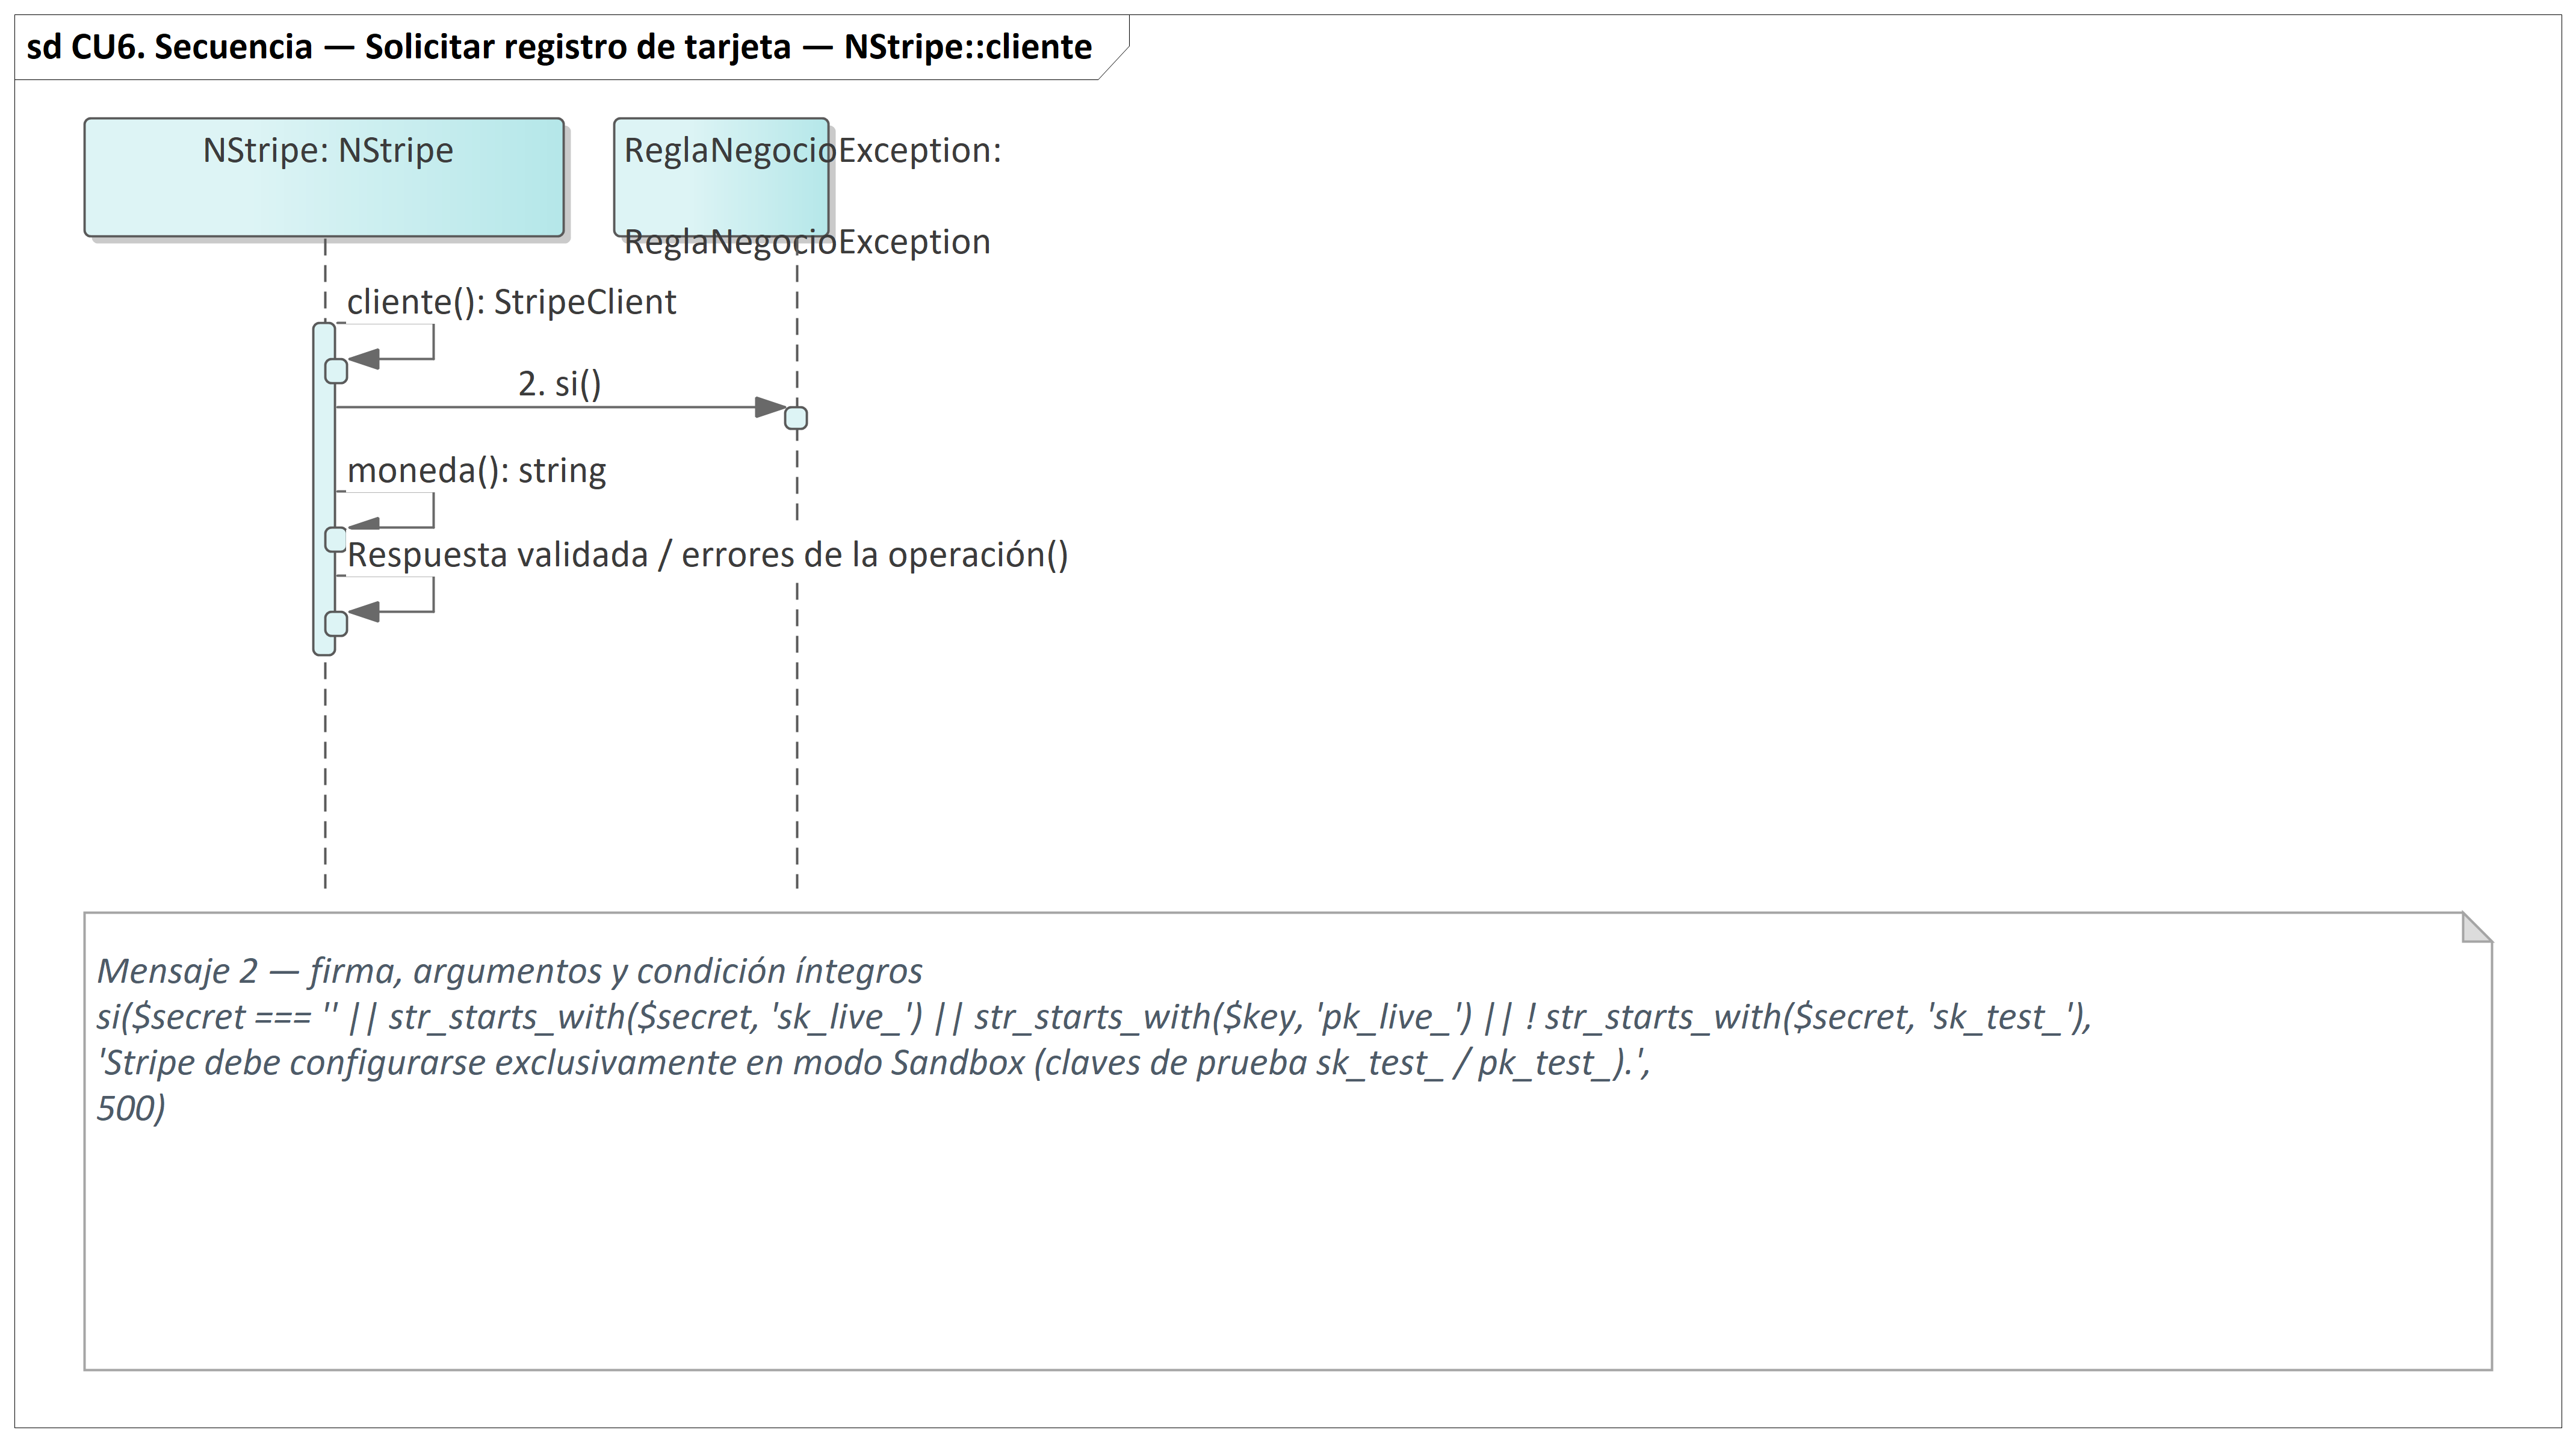 sd CU6. Secuencia — Solicitar registro de tarjeta — NStripe::cliente
NStripe: NStripe
ReglaNegocioException:
ReglaNegocioException
cliente(): StripeClient
2. si()
moneda(): string
Respuesta validada / errores de la operación()
Mensaje 2 — firma, argumentos y condición íntegros
si($secret === '' || str_starts_with($secret, 'sk_live_') || str_starts_with($key, 'pk_live_') || ! str_starts_with($secret, 'sk_test_'),
'Stripe debe configurarse exclusivamente en modo Sandbox (claves de prueba sk_test_ / pk_test_).',
500)